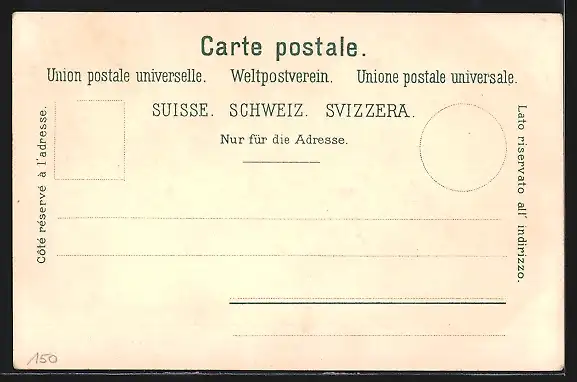 Carte postale.
Union postale universelle. Weltpostverein. Unione postale universale.
SUISSE. SCHWEIZ. SVIZZERA.
Nur für die Adresse.
Côté réservé à l'adresse.
Lato riservato all' indirizzo.
150